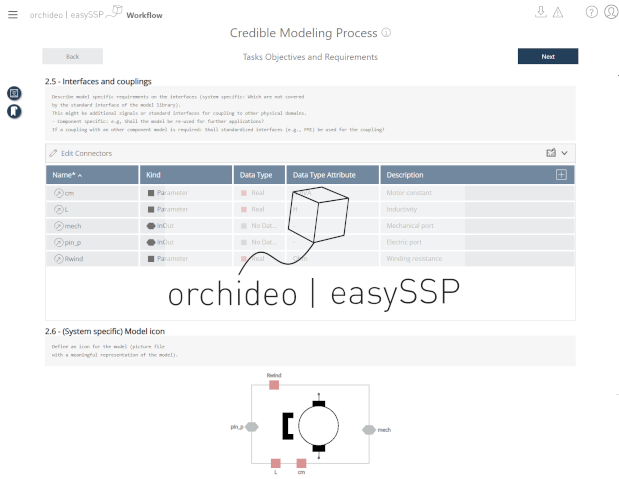 orchideo | easySSP Workflow
Credible Modeling Process
Back
Tasks Objectives and Requirements
Next
2.5 - Interfaces and couplings
Describe model specific requirements on the interfaces (system specific: Which are not covered
by the standard interface of the model library).
This might be additional signals or standard interfaces for coupling to other physical domains.
- Component specific: e.g, Shall the model be re-used for further applications?
If a coupling with an other component model is required: Shall standardized interfaces (e.g., FMI) be used for the coupling?
Edit Connectors
Name* Kind Data Type Data Type Attribute Description
cm Parameter Real Motor constant
L Parameter Real H Inductivity
mech InOut No Dat... Mechanical port
pin_p InOut No Dat... Electric port
Rwind Parameter Real Winding resistance
orchideo | easySSP
2.6 - (System specific) Model icon
Define an icon for the model (picture file
with a meaningful representation of the model).
Rwind
pin_p
mech
L cm